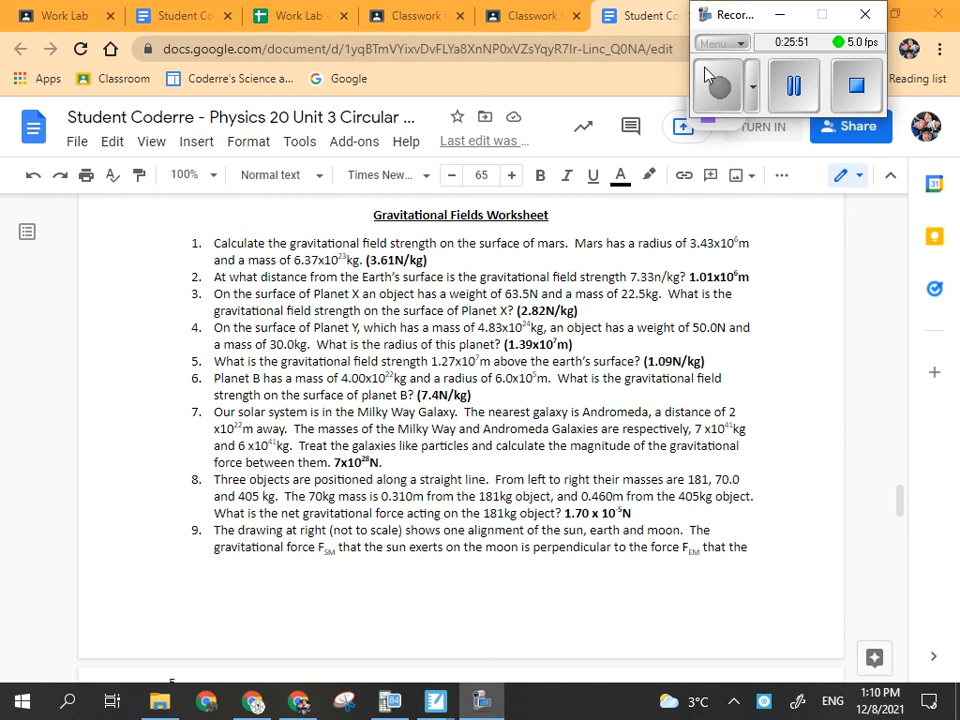 Work Lab
Student Co
Work Lab -
Classwork
Classwork f
Student Co
Recor...
Menu
0:25:51
5.0 fps
docs.google.com/document/d/1yqBTmVYixvDvFLYa8XnNP0xVZsYqyR7Ir-Linc_Q0NA/edit
Apps
Classroom
Coderre's Science a...
Google
Reading list
Student Coderre - Physics 20 Unit 3 Circular ...
TURN IN
Share
File Edit View Insert Format Tools Add-ons Help Last edit was ...
100% Normal text Times New... 65 B I U A
31
Gravitational Fields Worksheet
1. Calculate the gravitational field strength on the surface of mars. Mars has a radius of 3.43x10⁶m
and a mass of 6.37x10²³kg. (3.61N/kg)
2. At what distance from the Earth's surface is the gravitational field strength 7.33n/kg? 1.01x10⁶m
3. On the surface of Planet X an object has a weight of 63.5N and a mass of 22.5kg. What is the
gravitational field strength on the surface of Planet X? (2.82N/kg)
4. On the surface of Planet Y, which has a mass of 4.83x10²⁴kg, an object has a weight of 50.0N and
a mass of 30.0kg. What is the radius of this planet? (1.39x10⁷m)
5. What is the gravitational field strength 1.27x10⁷m above the earth's surface? (1.09N/kg)
6. Planet B has a mass of 4.00x10²²kg and a radius of 6.0x10⁵m. What is the gravitational field
strength on the surface of planet B? (7.4N/kg)
7. Our solar system is in the Milky Way Galaxy. The nearest galaxy is Andromeda, a distance of 2
x10²²m away. The masses of the Milky Way and Andromeda Galaxies are respectively, 7 x10⁴¹kg
and 6 x10⁴¹kg. Treat the galaxies like particles and calculate the magnitude of the gravitational
force between them. 7x10²⁸N.
8. Three objects are positioned along a straight line. From left to right their masses are 181, 70.0
and 405 kg. The 70kg mass is 0.310m from the 181kg object, and 0.460m from the 405kg object.
What is the net gravitational force acting on the 181kg object? 1.70 x 10⁻⁵N
9. The drawing at right (not to scale) shows one alignment of the sun, earth and moon. The
gravitational force F_SM that the sun exerts on the moon is perpendicular to the force F_EM that the
3°C
ENG
1:10 PM
12/8/2021